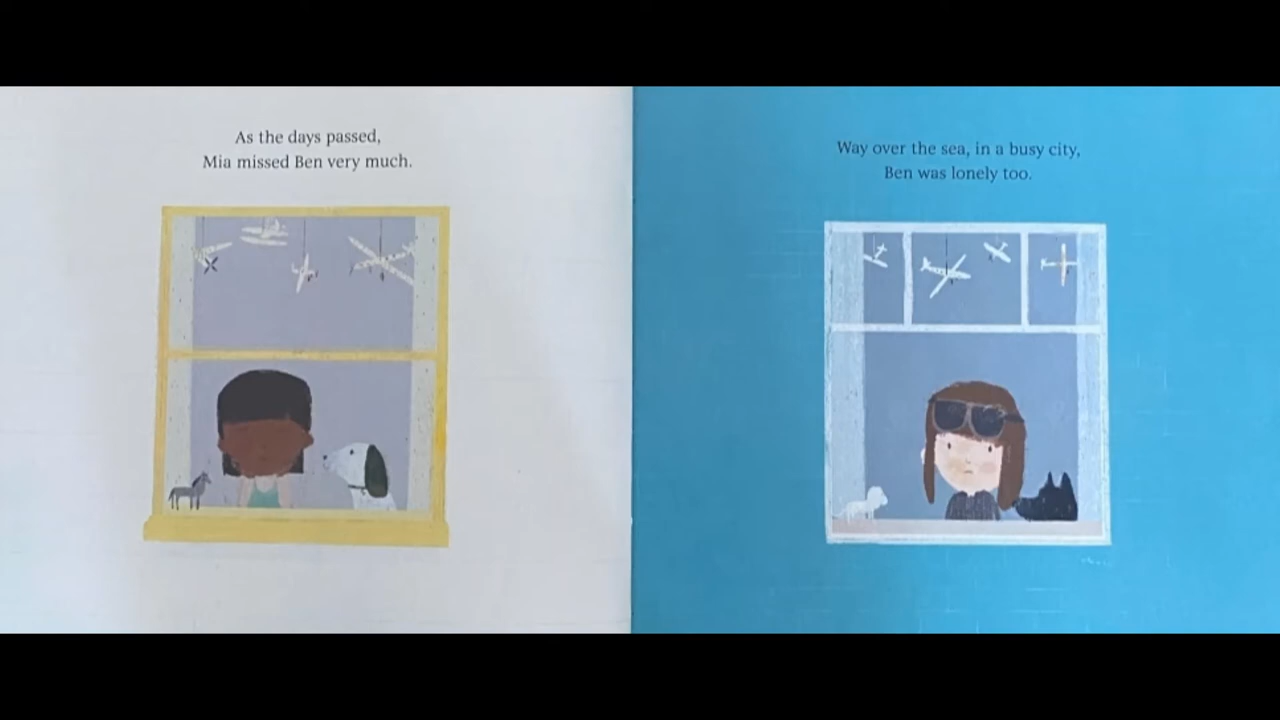 As the days passed,
Mia missed Ben very much.
Way over the sea, in a busy city,
Ben was lonely too.